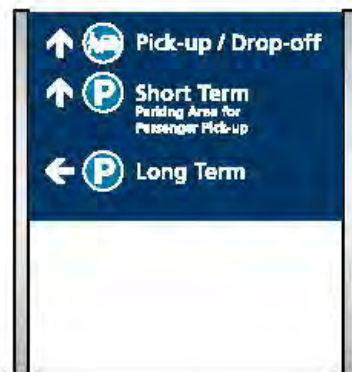 Pick-up / Drop-off
P Short Term
Parking Area for
Passenger Pick-up
P Long Term